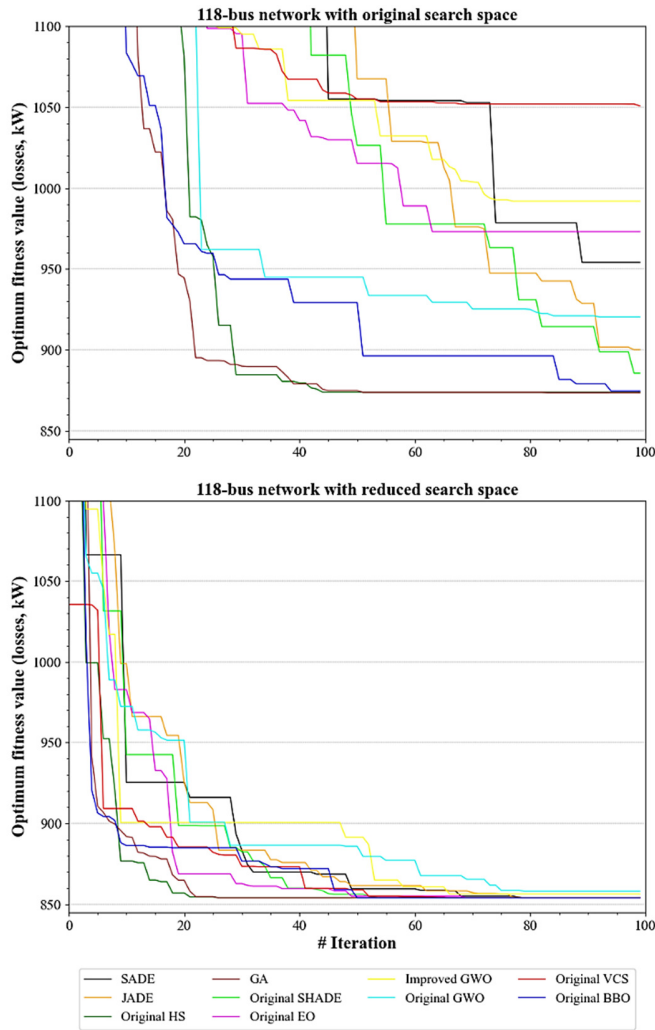 118-bus network with original search space
Optimum fitness value (losses, kW)
1100
1050
1000
950
900
850
0 20 40 60 80 100
118-bus network with reduced search space
Optimum fitness value (losses, kW)
1100
1050
1000
950
900
850
0 20 40 60 80 100
# Iteration
SADE GA Improved GWO Original VCS
JADE Original SHADE Original GWO Original BBO
Original HS Original EO